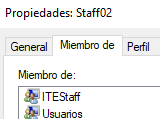 Propiedades: Staff02
General Miembro de Perfil
Miembro de:
ITEStaff
Usuarios